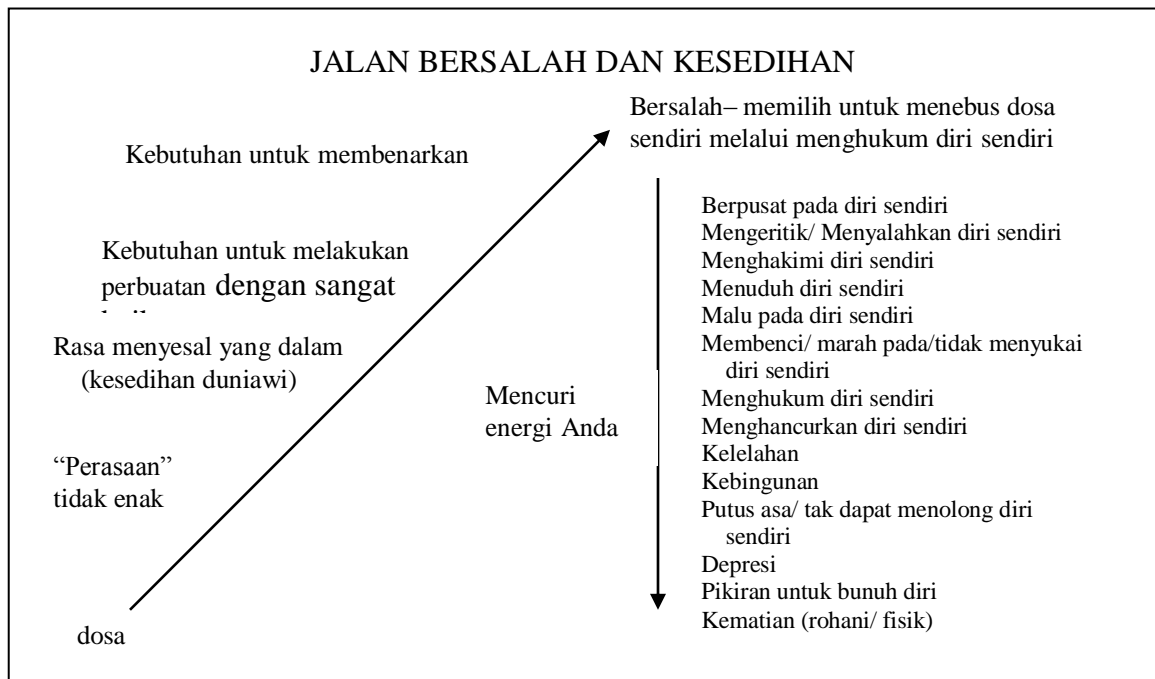 JALAN BERSALAH DAN KESEDIHAN
Bersalah– memilih untuk menebus dosa
sendiri melalui menghukum diri sendiri
Kebutuhan untuk membenarkan
Kebutuhan untuk melakukan
perbuatan dengan sangat
Rasa menyesal yang dalam
(kesedihan duniawi)
“Perasaan”
tidak enak
dosa
Mencuri
energi Anda
Berpusat pada diri sendiri
Mengeritik/ Menyalahkan diri sendiri
Menghakimi diri sendiri
Menuduh diri sendiri
Malu pada diri sendiri
Membenci/ marah pada/tidak menyukai
diri sendiri
Menghukum diri sendiri
Menghancurkan diri sendiri
Kelelahan
Kebingunan
Putus asa/ tak dapat menolong diri
sendiri
Depresi
Pikiran untuk bunuh diri
Kematian (rohani/ fisik)